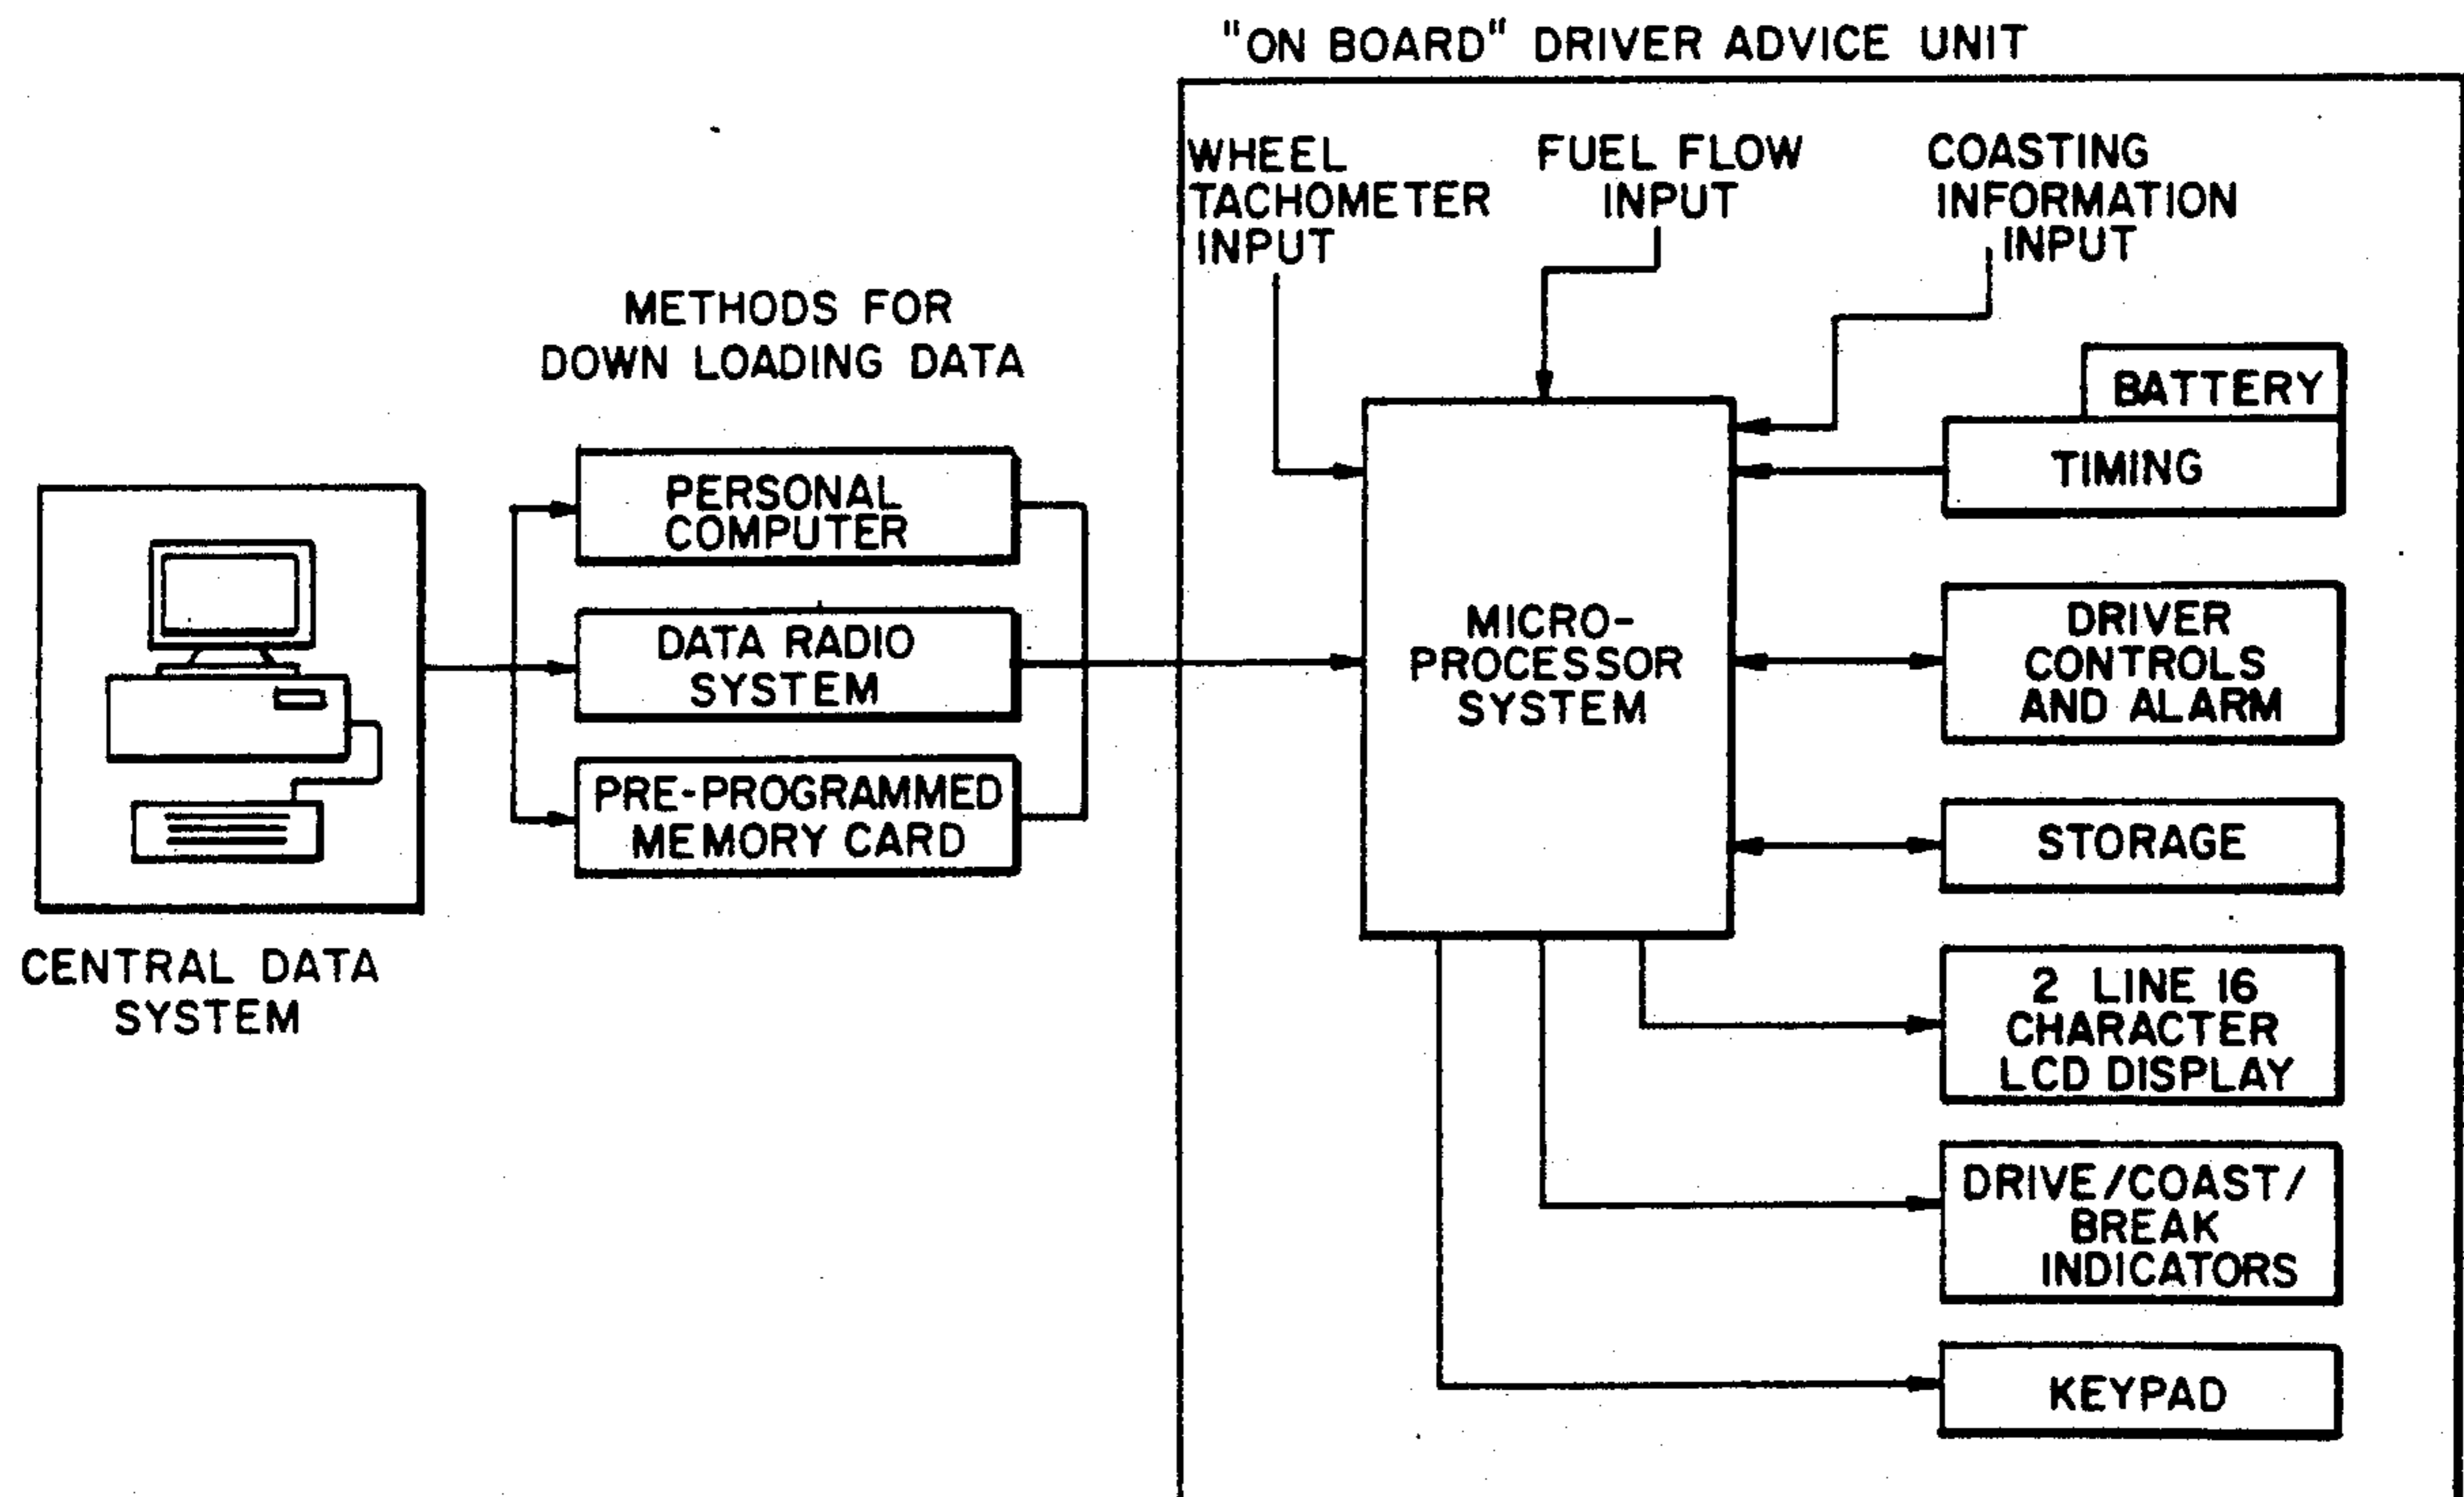 "ON BOARD" DRIVER ADVICE UNIT
WHEEL
TACHOMETER
INPUT
FUEL FLOW
INPUT
COASTING
INFORMATION
INPUT
METHODS FOR
DOWN LOADING DATA
BATTERY
TIMING
PERSONAL
COMPUTER
DATA RADIO
SYSTEM
PRE-PROGRAMMED
MEMORY CARD
CENTRAL DATA
SYSTEM
MICRO-
PROCESSOR
SYSTEM
DRIVER
CONTROLS
AND ALARM
STORAGE
2 LINE 16
CHARACTER
LCD DISPLAY
DRIVE/COAST/
BREAK
INDICATORS
KEYPAD